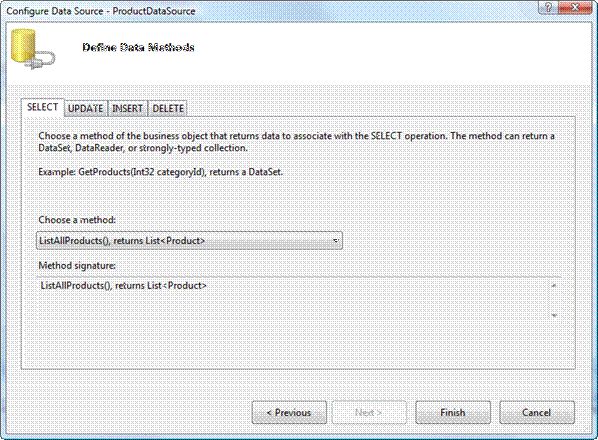 Configure Data Source - ProductDataSource
Define Data Methods
SELECT UPDATE INSERT DELETE
Choose a method of the business object that returns data to associate with the SELECT operation. The method can return a
DataSet, DataReader, or strongly-typed collection.
Example: GetProducts(Int32 categoryId), returns a DataSet.
Choose a method:
ListAllProducts(), returns List<Product>
Method signature:
ListAllProducts(), returns List<Product>
< Previous Next > Finish Cancel